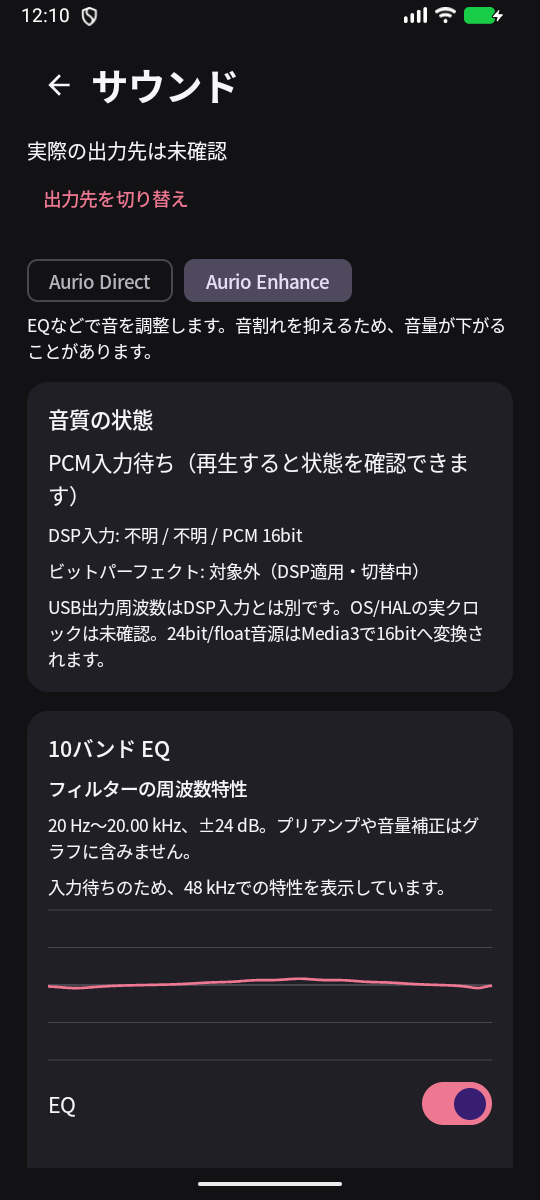 12:10
サウンド
実際の出力先は未確認
出力先を切り替え
Aurio Direct
Aurio Enhance
EQなどで音を調整します。音割れを抑えるため、音量が下がる
ことがあります。
音質の状態
PCM入力待ち（再生すると状態を確認できま
す）
DSP入力: 不明 / 不明 / PCM 16bit
ビットパーフェクト: 対象外（DSP適用・切替中）
USB出力周波数はDSP入力とは別です。OS/HALの実クロ
ックは未確認。24bit/float音源はMedia3で16bitへ変換さ
れます。
10バンド EQ
フィルターの周波数特性
20 Hz〜20.00 kHz、±24 dB。プリアンプや音量補正はグ
ラフに含みません。
入力待ちのため、48 kHzでの特性を表示しています。
EQ